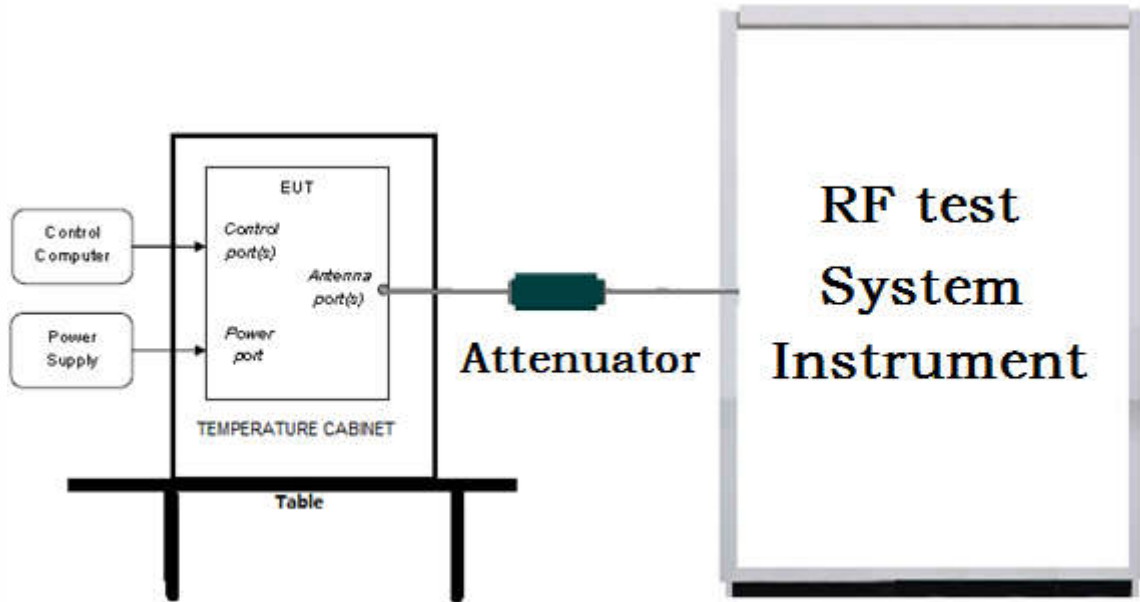 EUT
Control
Computer
Control
port(s)
Antenna
port(s)
Power
Supply
Power
port
TEMPERATURE CABINET
Table
Attenuator
RF test
System
Instrument